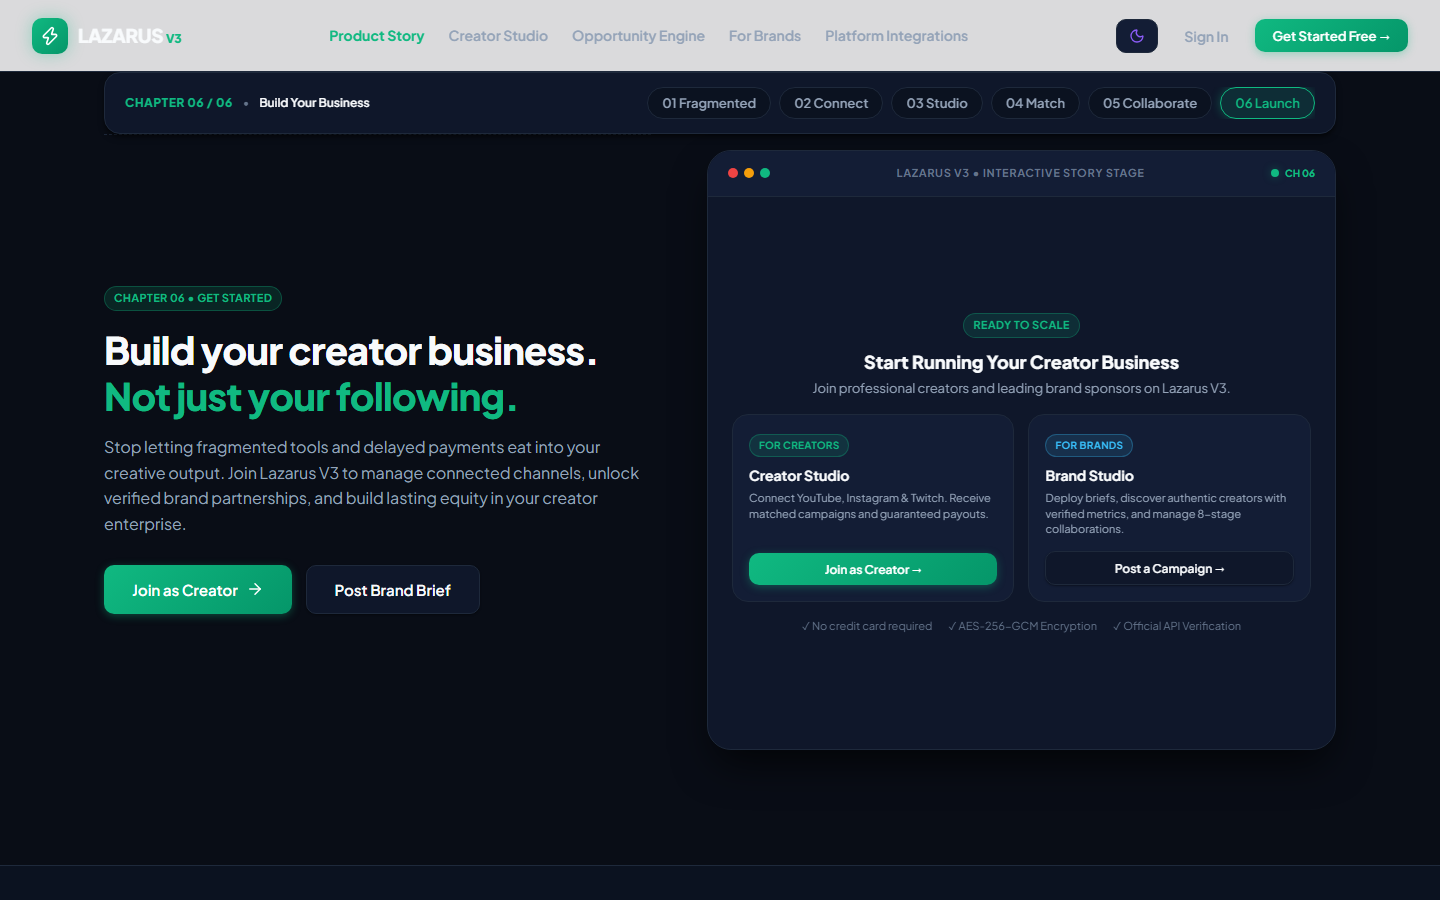 LAZARUS V3
Product Story
Creator Studio
Opportunity Engine
For Brands
Platform Integrations
Sign In
Get Started Free →
CHAPTER 06 / 06 • Build Your Business
01 Fragmented
02 Connect
03 Studio
04 Match
05 Collaborate
06 Launch
CHAPTER 06 • GET STARTED
Build your creator business.
Not just your following.
Stop letting fragmented tools and delayed payments eat into your
creative output. Join Lazarus V3 to manage connected channels, unlock
verified brand partnerships, and build lasting equity in your creator
enterprise.
Join as Creator →
Post Brand Brief
LAZARUS V3 • INTERACTIVE STORY STAGE
CH 06
READY TO SCALE
Start Running Your Creator Business
Join professional creators and leading brand sponsors on Lazarus V3.
FOR CREATORS
Creator Studio
Connect YouTube, Instagram & Twitch. Receive
matched campaigns and guaranteed payouts.
Join as Creator →
FOR BRANDS
Brand Studio
Deploy briefs, discover authentic creators with
verified metrics, and manage 8-stage
collaborations.
Post a Campaign →
✓ No credit card required
✓ AES-256-GCM Encryption
✓ Official API Verification